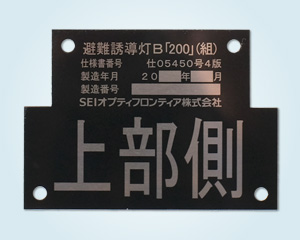 避難誘導灯B「200」(組)
仕様書番号 仕05450号4版
製造年月 20 年 月
製造番号
SEIオプティフロンティア株式会社
上部側